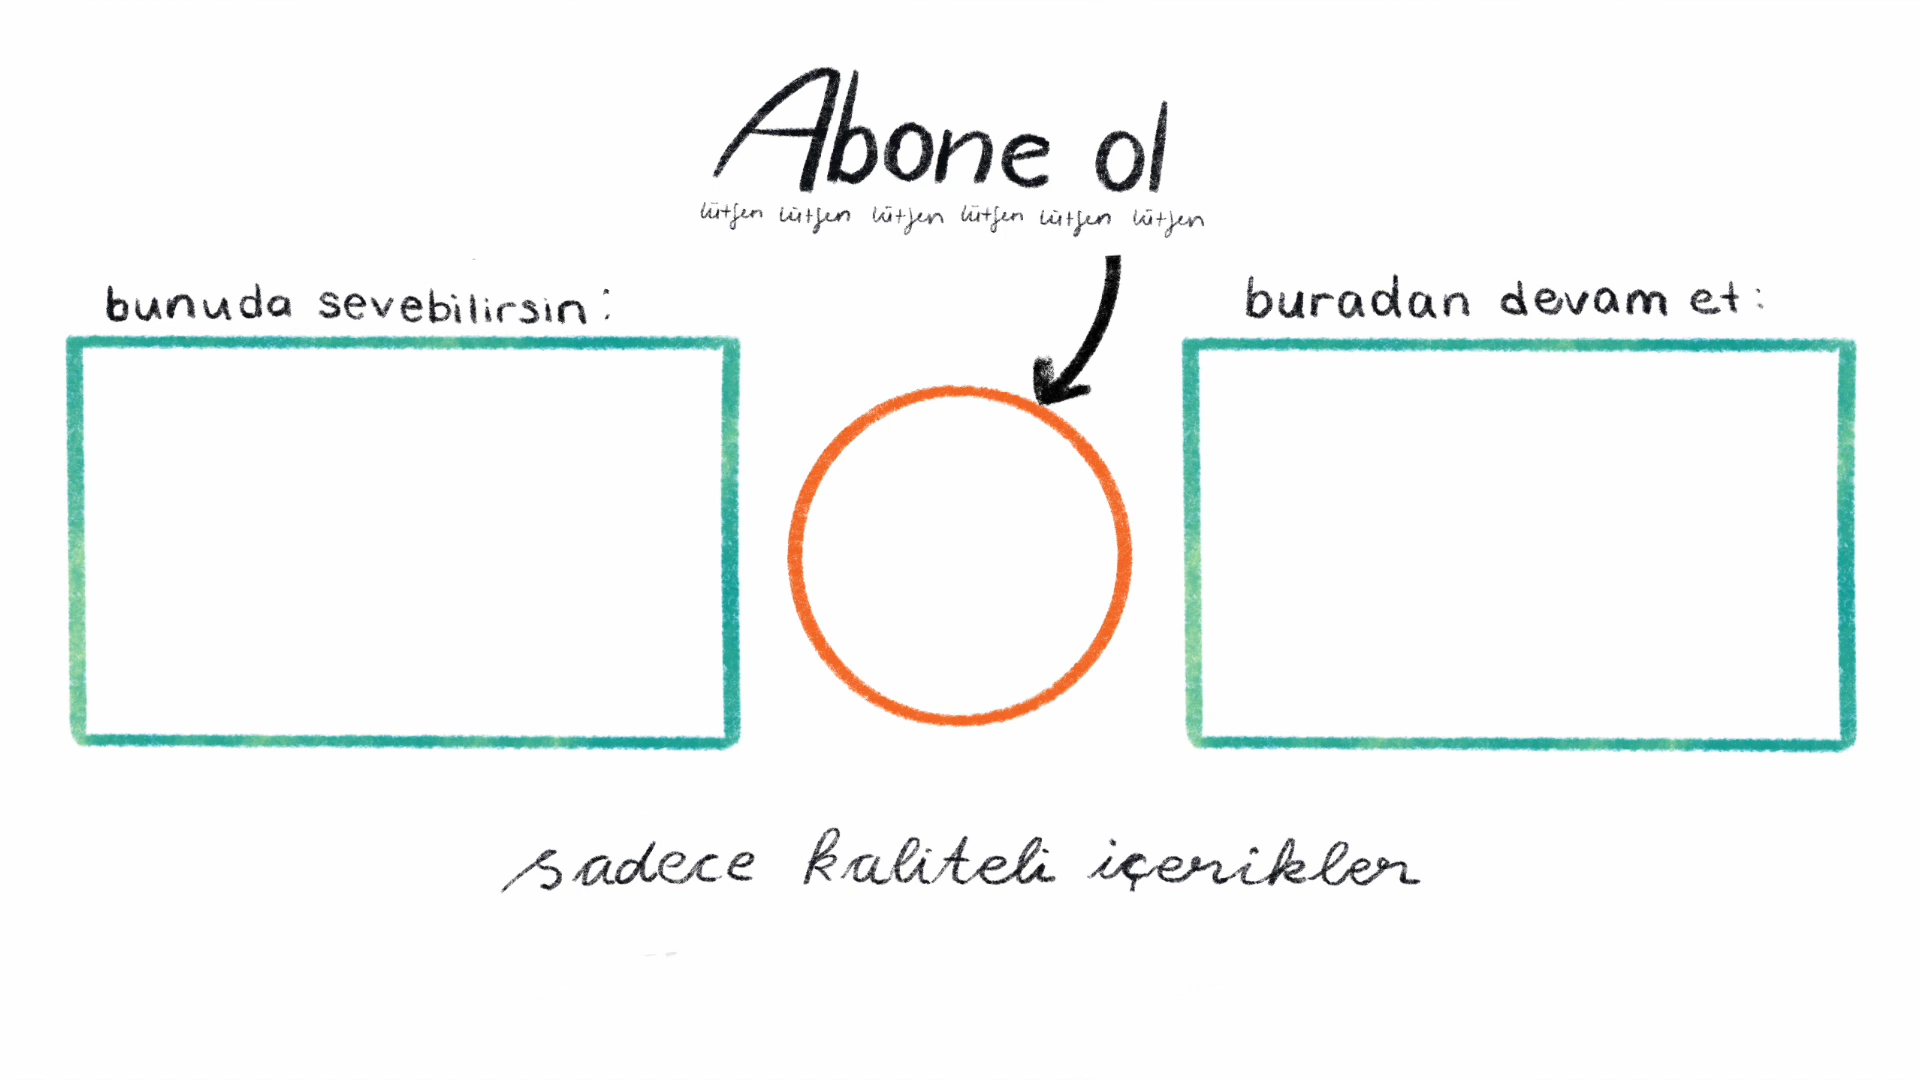 Abone ol
lütfen lütfen lütfen lütfen lütfen lütfen
bunuda sevebilirsin:
buradan devam et:
sadece kaliteli içerikler